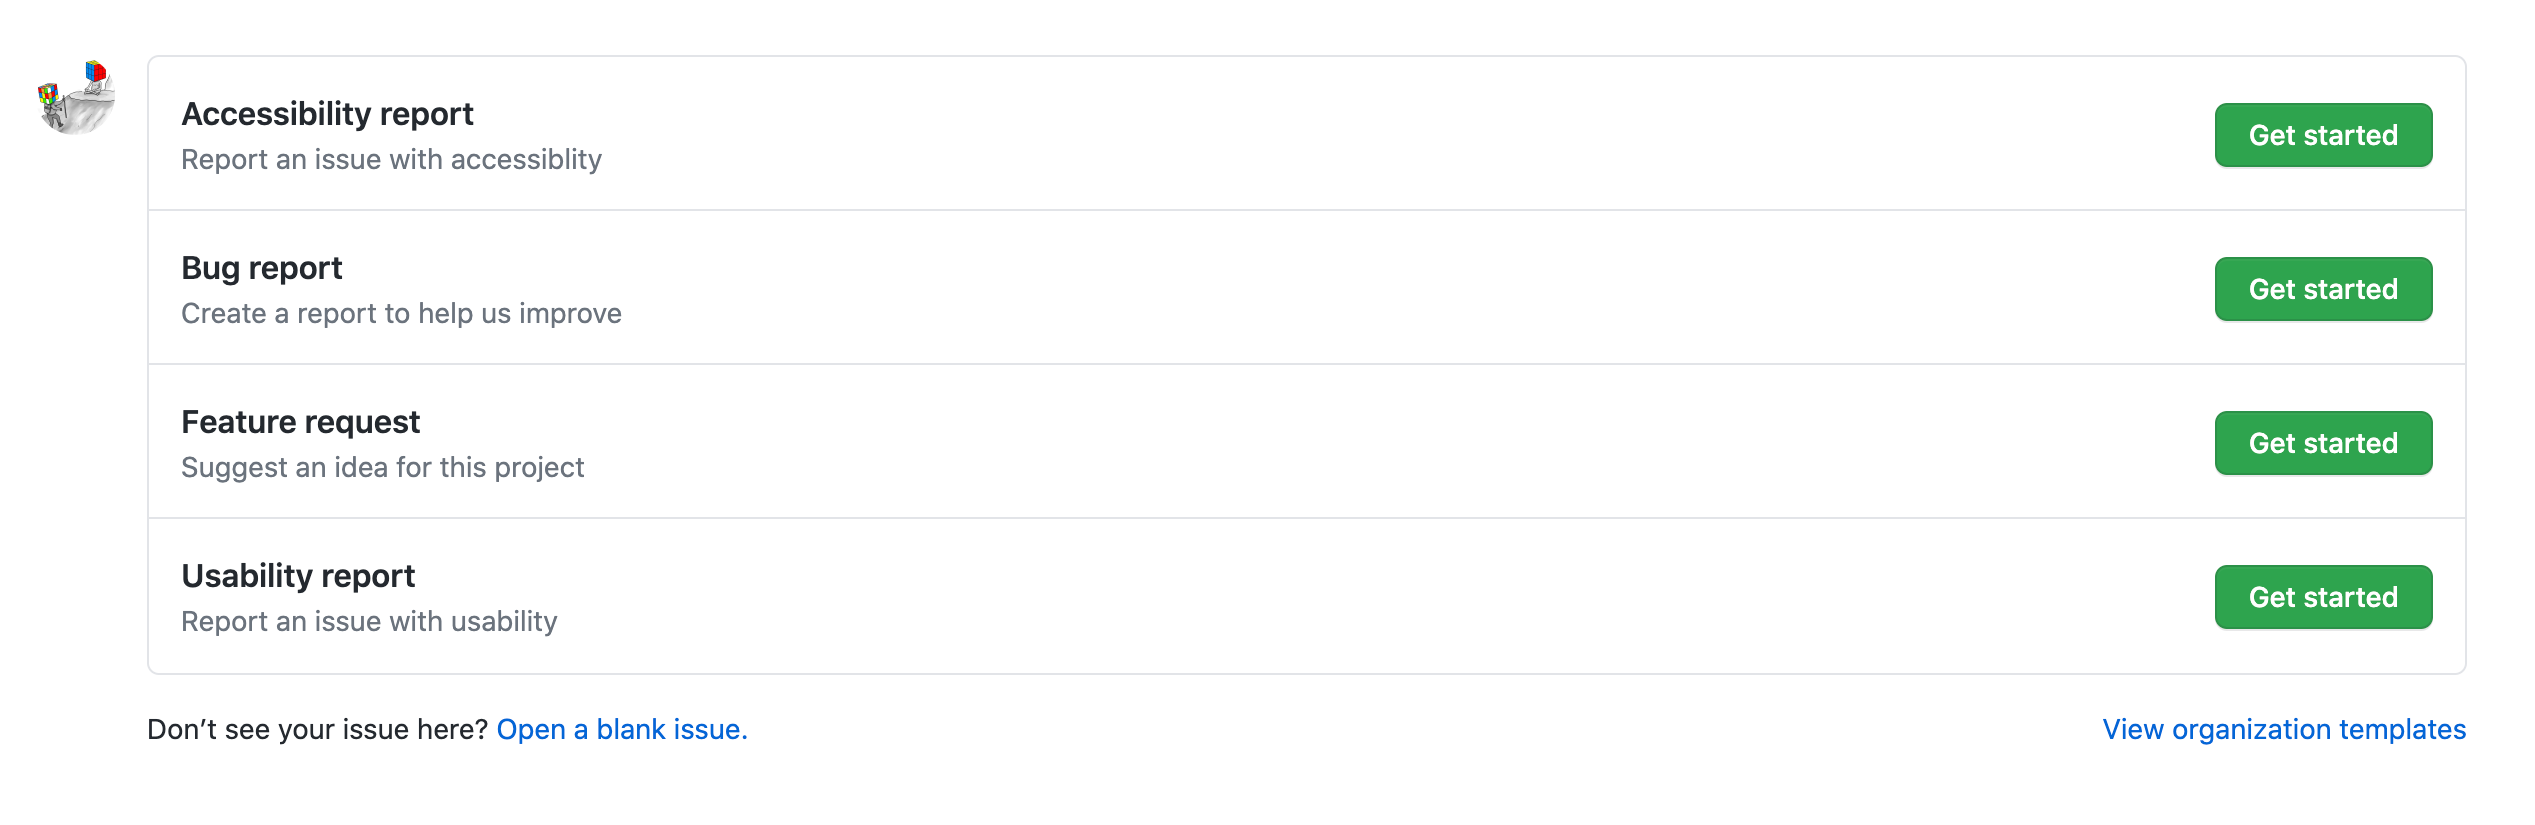 Accessibility report
Report an issue with accessiblity
Get started
Bug report
Create a report to help us improve
Get started
Feature request
Suggest an idea for this project
Get started
Usability report
Report an issue with usability
Get started
Don’t see your issue here? Open a blank issue.
View organization templates